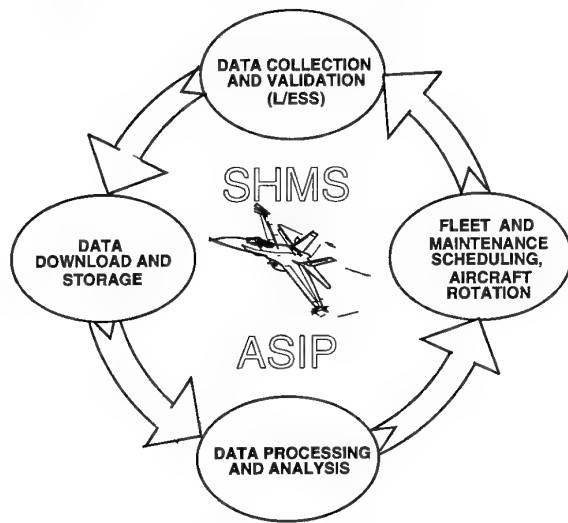 DATA COLLECTION
AND VALIDATION
(L/ESS)
SHMS
DATA
DOWNLOAD AND
STORAGE
FLEET AND
MAINTENANCE
SCHEDULING,
AIRCRAFT
ROTATION
ASIP
DATA PROCESSING
AND ANALYSIS